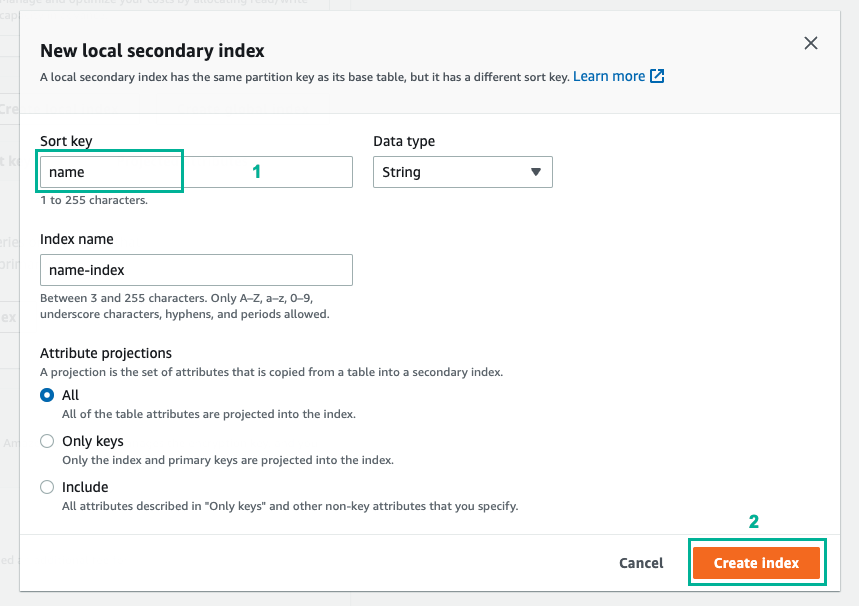 New local secondary index
A local secondary index has the same partition key as its base table, but it has a different sort key. Learn more
Sort key
Data type
name
1
String
1 to 255 characters.
Index name
name-index
Between 3 and 255 characters. Only A–Z, a–z, 0–9,
underscore characters, hyphens, and periods allowed.
Attribute projections
A projection is the set of attributes that is copied from a table into a secondary index.
All
All of the table attributes are projected into the index.
Only keys
Only the index and primary keys are projected into the index.
Include
All attributes described in "Only keys" and other non-key attributes that you specify.
2
Cancel
Create index